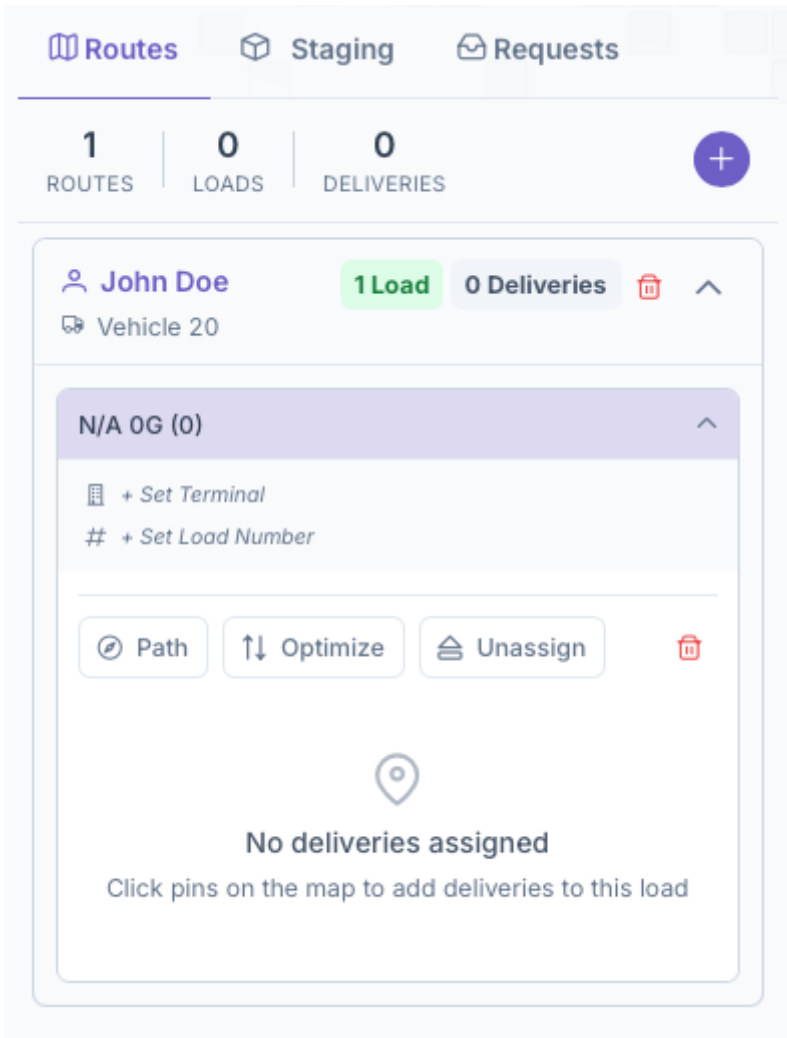 Routes Staging Requests
1 0 0
ROUTES LOADS DELIVERIES
John Doe 1 Load 0 Deliveries
Vehicle 20
N/A 0G (0)
+ Set Terminal
# + Set Load Number
Path Optimize Unassign
No deliveries assigned
Click pins on the map to add deliveries to this load